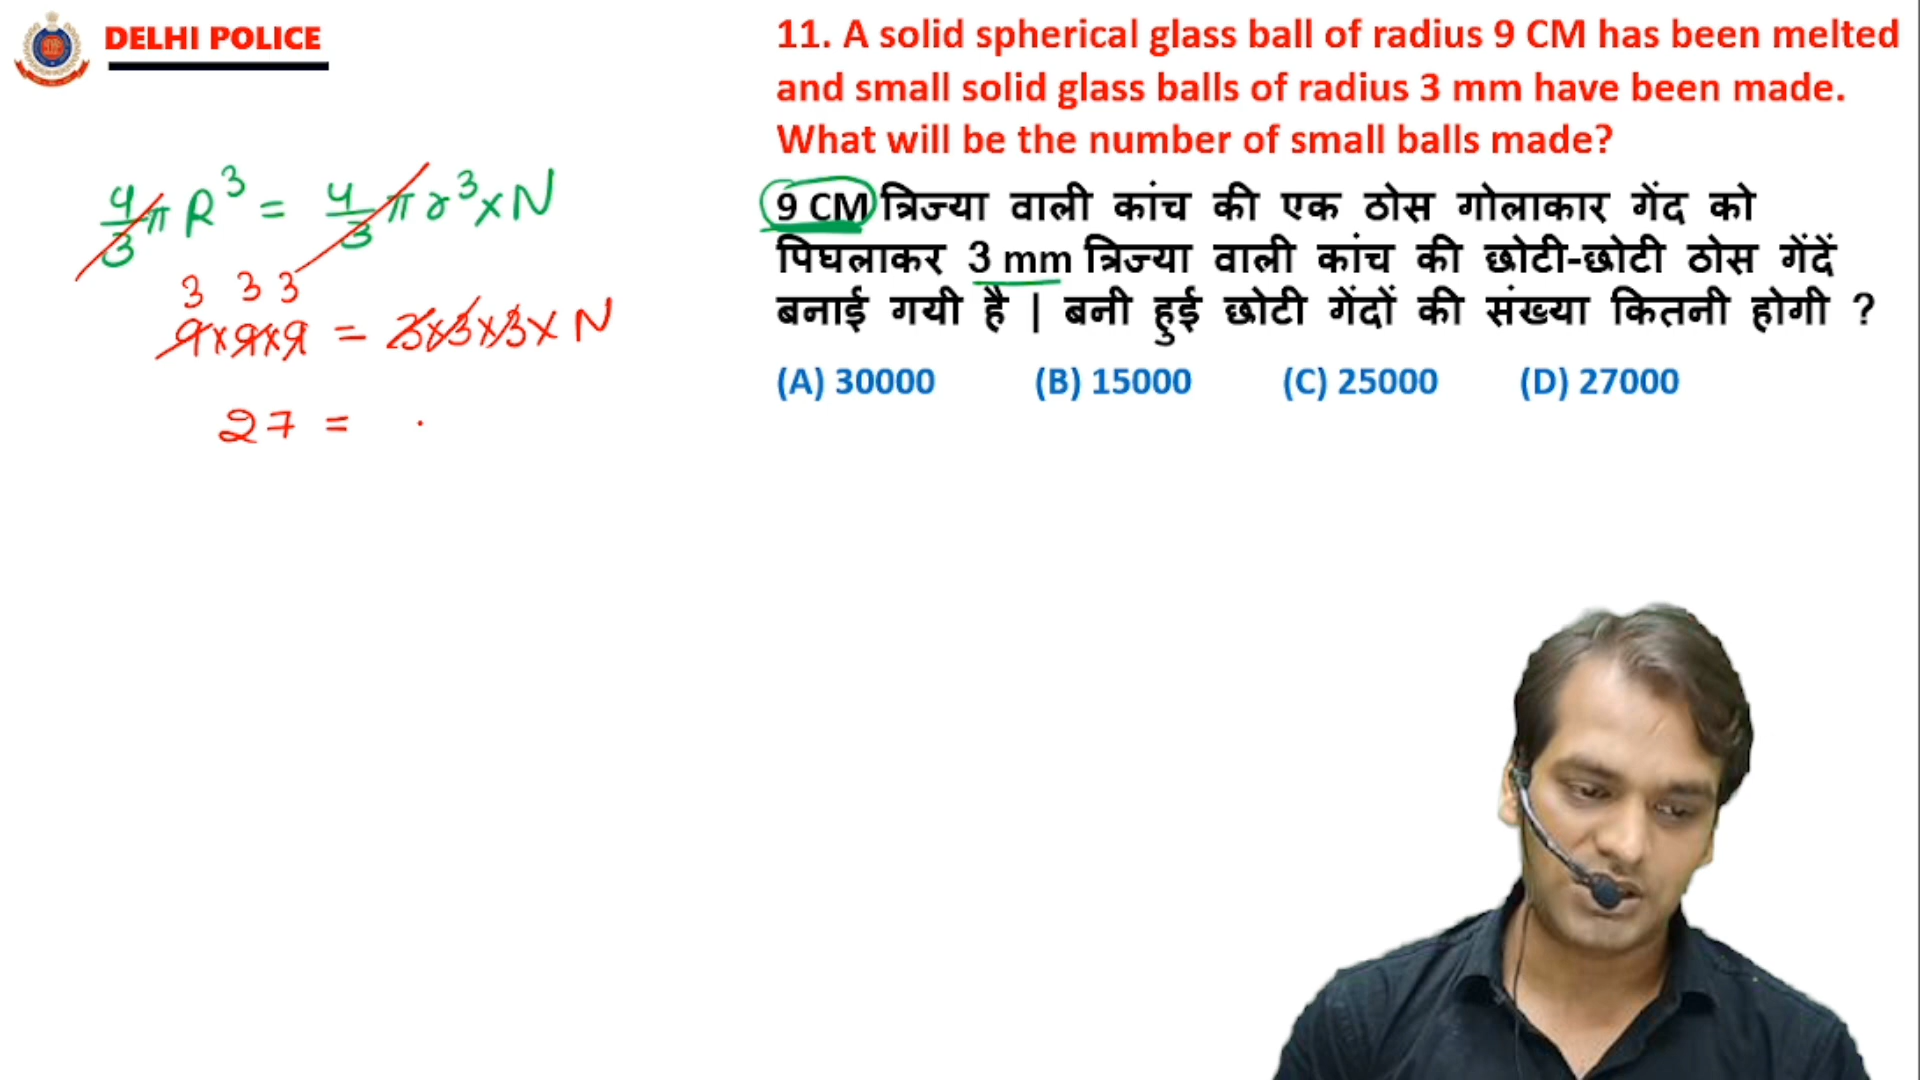 DELHI POLICE
11. A solid spherical glass ball of radius 9 CM has been melted
and small solid glass balls of radius 3 mm have been made.
What will be the number of small balls made?
9 CM त्रिज्या वाली कांच की एक ठोस गोलाकार गेंद को
पिघलाकर 3 mm त्रिज्या वाली कांच की छोटी-छोटी ठोस गेंदें
बनाई गयी है | बनी हुई छोटी गेंदों की संख्या कितनी होगी ?
(A) 30000 (B) 15000 (C) 25000 (D) 27000
4/3 π R³ = 4/3 π r³ × N
3 3 3
9×9×9 = 3×3×3× N
27 = .